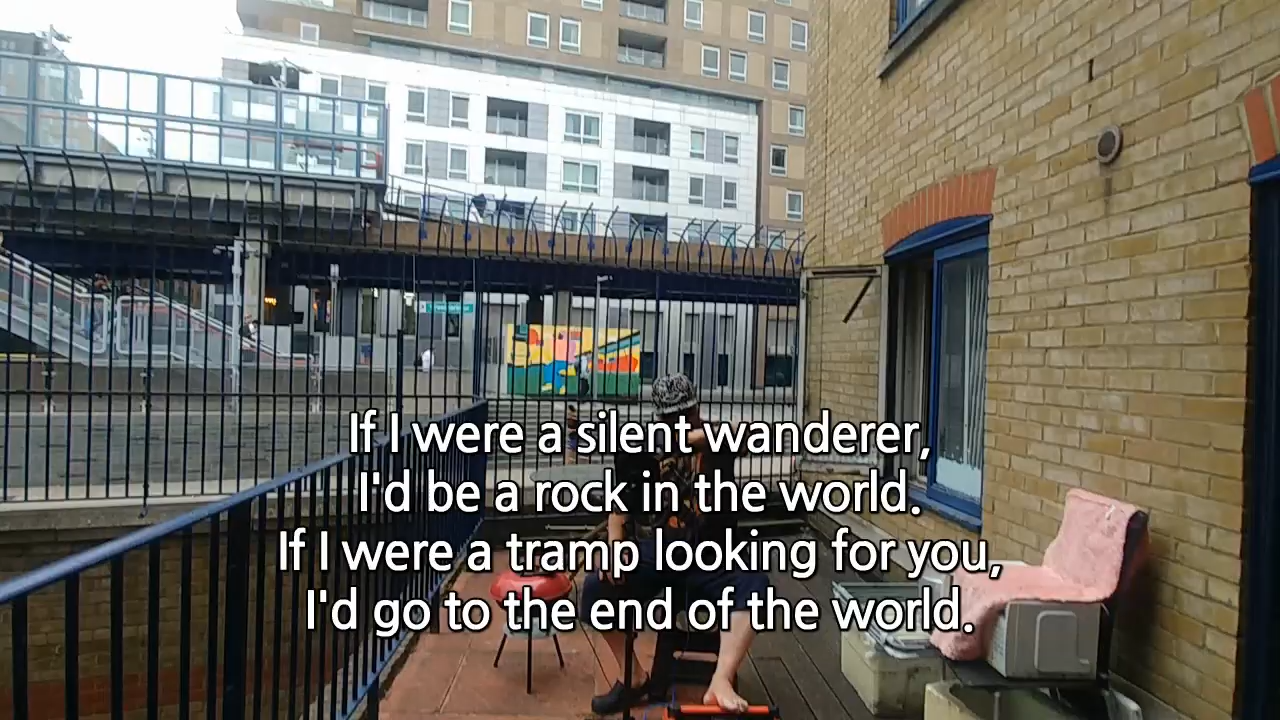 If I were a silent wanderer,
I'd be a rock in the world.
If I were a tramp looking for you,
I'd go to the end of the world.